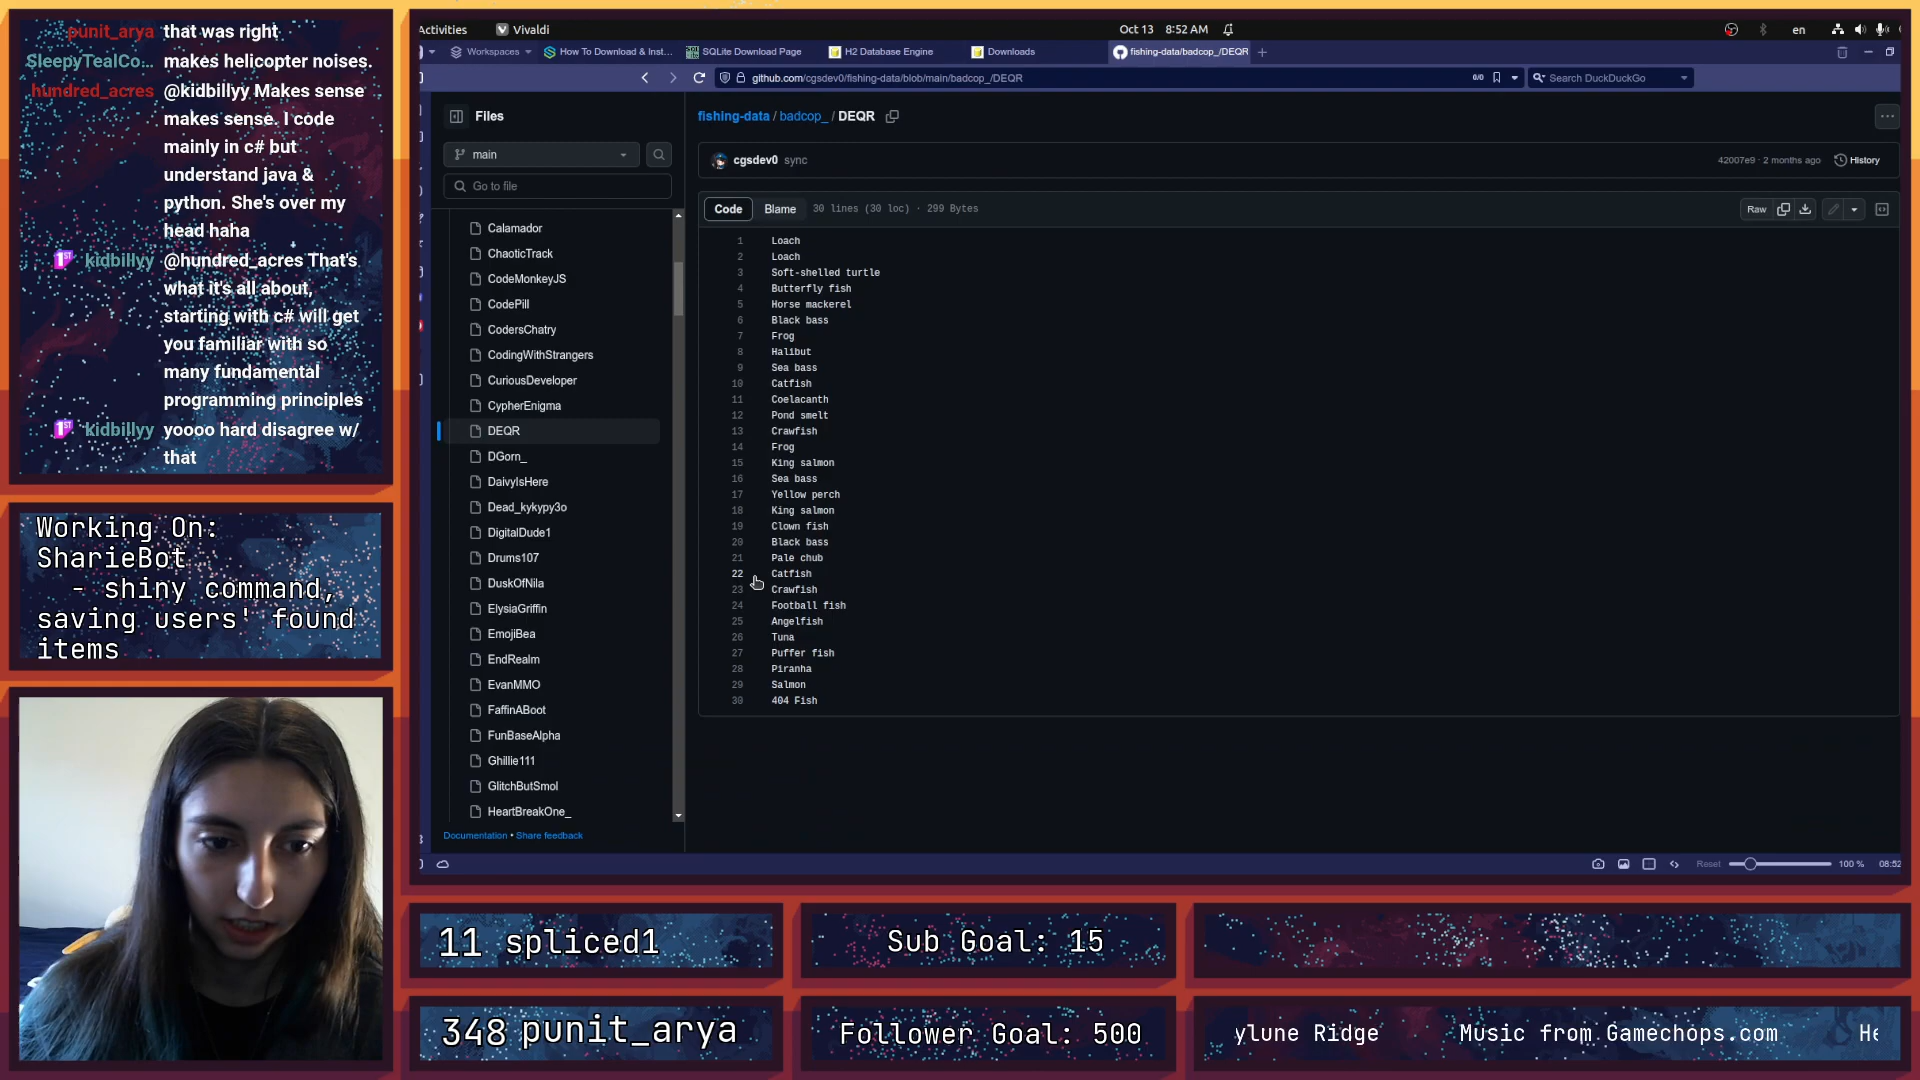 punit_arya that was right
SleepyTealCo... makes helicopter noises.
hundred_acres @kidbillyy Makes sense
makes sense. I code
mainly in c# but
understand java &
python. She's over my
head haha
1ST kidbillyy @hundred_acres That's
what it's all about,
starting with c# will get
you familiar with so
many fundamental
programming principles
1ST kidbillyy yoooo hard disagree w/
that
Working On:
SharieBot
- shiny command,
saving users' found
items
Activities
Vivaldi
Oct 13 8:52 AM
en
Workspaces
How To Download & Inst...
SQLite Download Page
H2 Database Engine
Downloads
fishing-data/badcop_/DEQR
github.com/cgsdev0/fishing-data/blob/main/badcop_/DEQR
0/0
Search DuckDuckGo
Files
main
Go to file
Calamador
ChaoticTrack
CodeMonkeyJS
CodePill
CodersChatry
CodingWithStrangers
CuriousDeveloper
CypherEnigma
DEQR
DGorn_
DaivyIsHere
Dead_kykypy3o
DigitalDude1
Drums107
DuskOfNila
ElysiaGriffin
EmojiBea
EndRealm
EvanMMO
FaffinABoot
FunBaseAlpha
Ghillie111
GlitchButSmol
HeartBreakOne_
Documentation • Share feedback
fishing-data / badcop_ / DEQR
cgsdev0 sync
42007e9 · 2 months ago
History
Code
Blame
30 lines (30 loc) · 299 Bytes
Raw
1 Loach
2 Loach
3 Soft-shelled turtle
4 Butterfly fish
5 Horse mackerel
6 Black bass
7 Frog
8 Halibut
9 Sea bass
10 Catfish
11 Coelacanth
12 Pond smelt
13 Crawfish
14 Frog
15 King salmon
16 Sea bass
17 Yellow perch
18 King salmon
19 Clown fish
20 Black bass
21 Pale chub
22 Catfish
23 Crawfish
24 Football fish
25 Angelfish
26 Tuna
27 Puffer fish
28 Piranha
29 Salmon
30 404 Fish
Reset
100 %
08:52
11 spliced1
Sub Goal: 15
348 punit_arya
Follower Goal: 500
ylune Ridge
Music from Gamechops.com
He